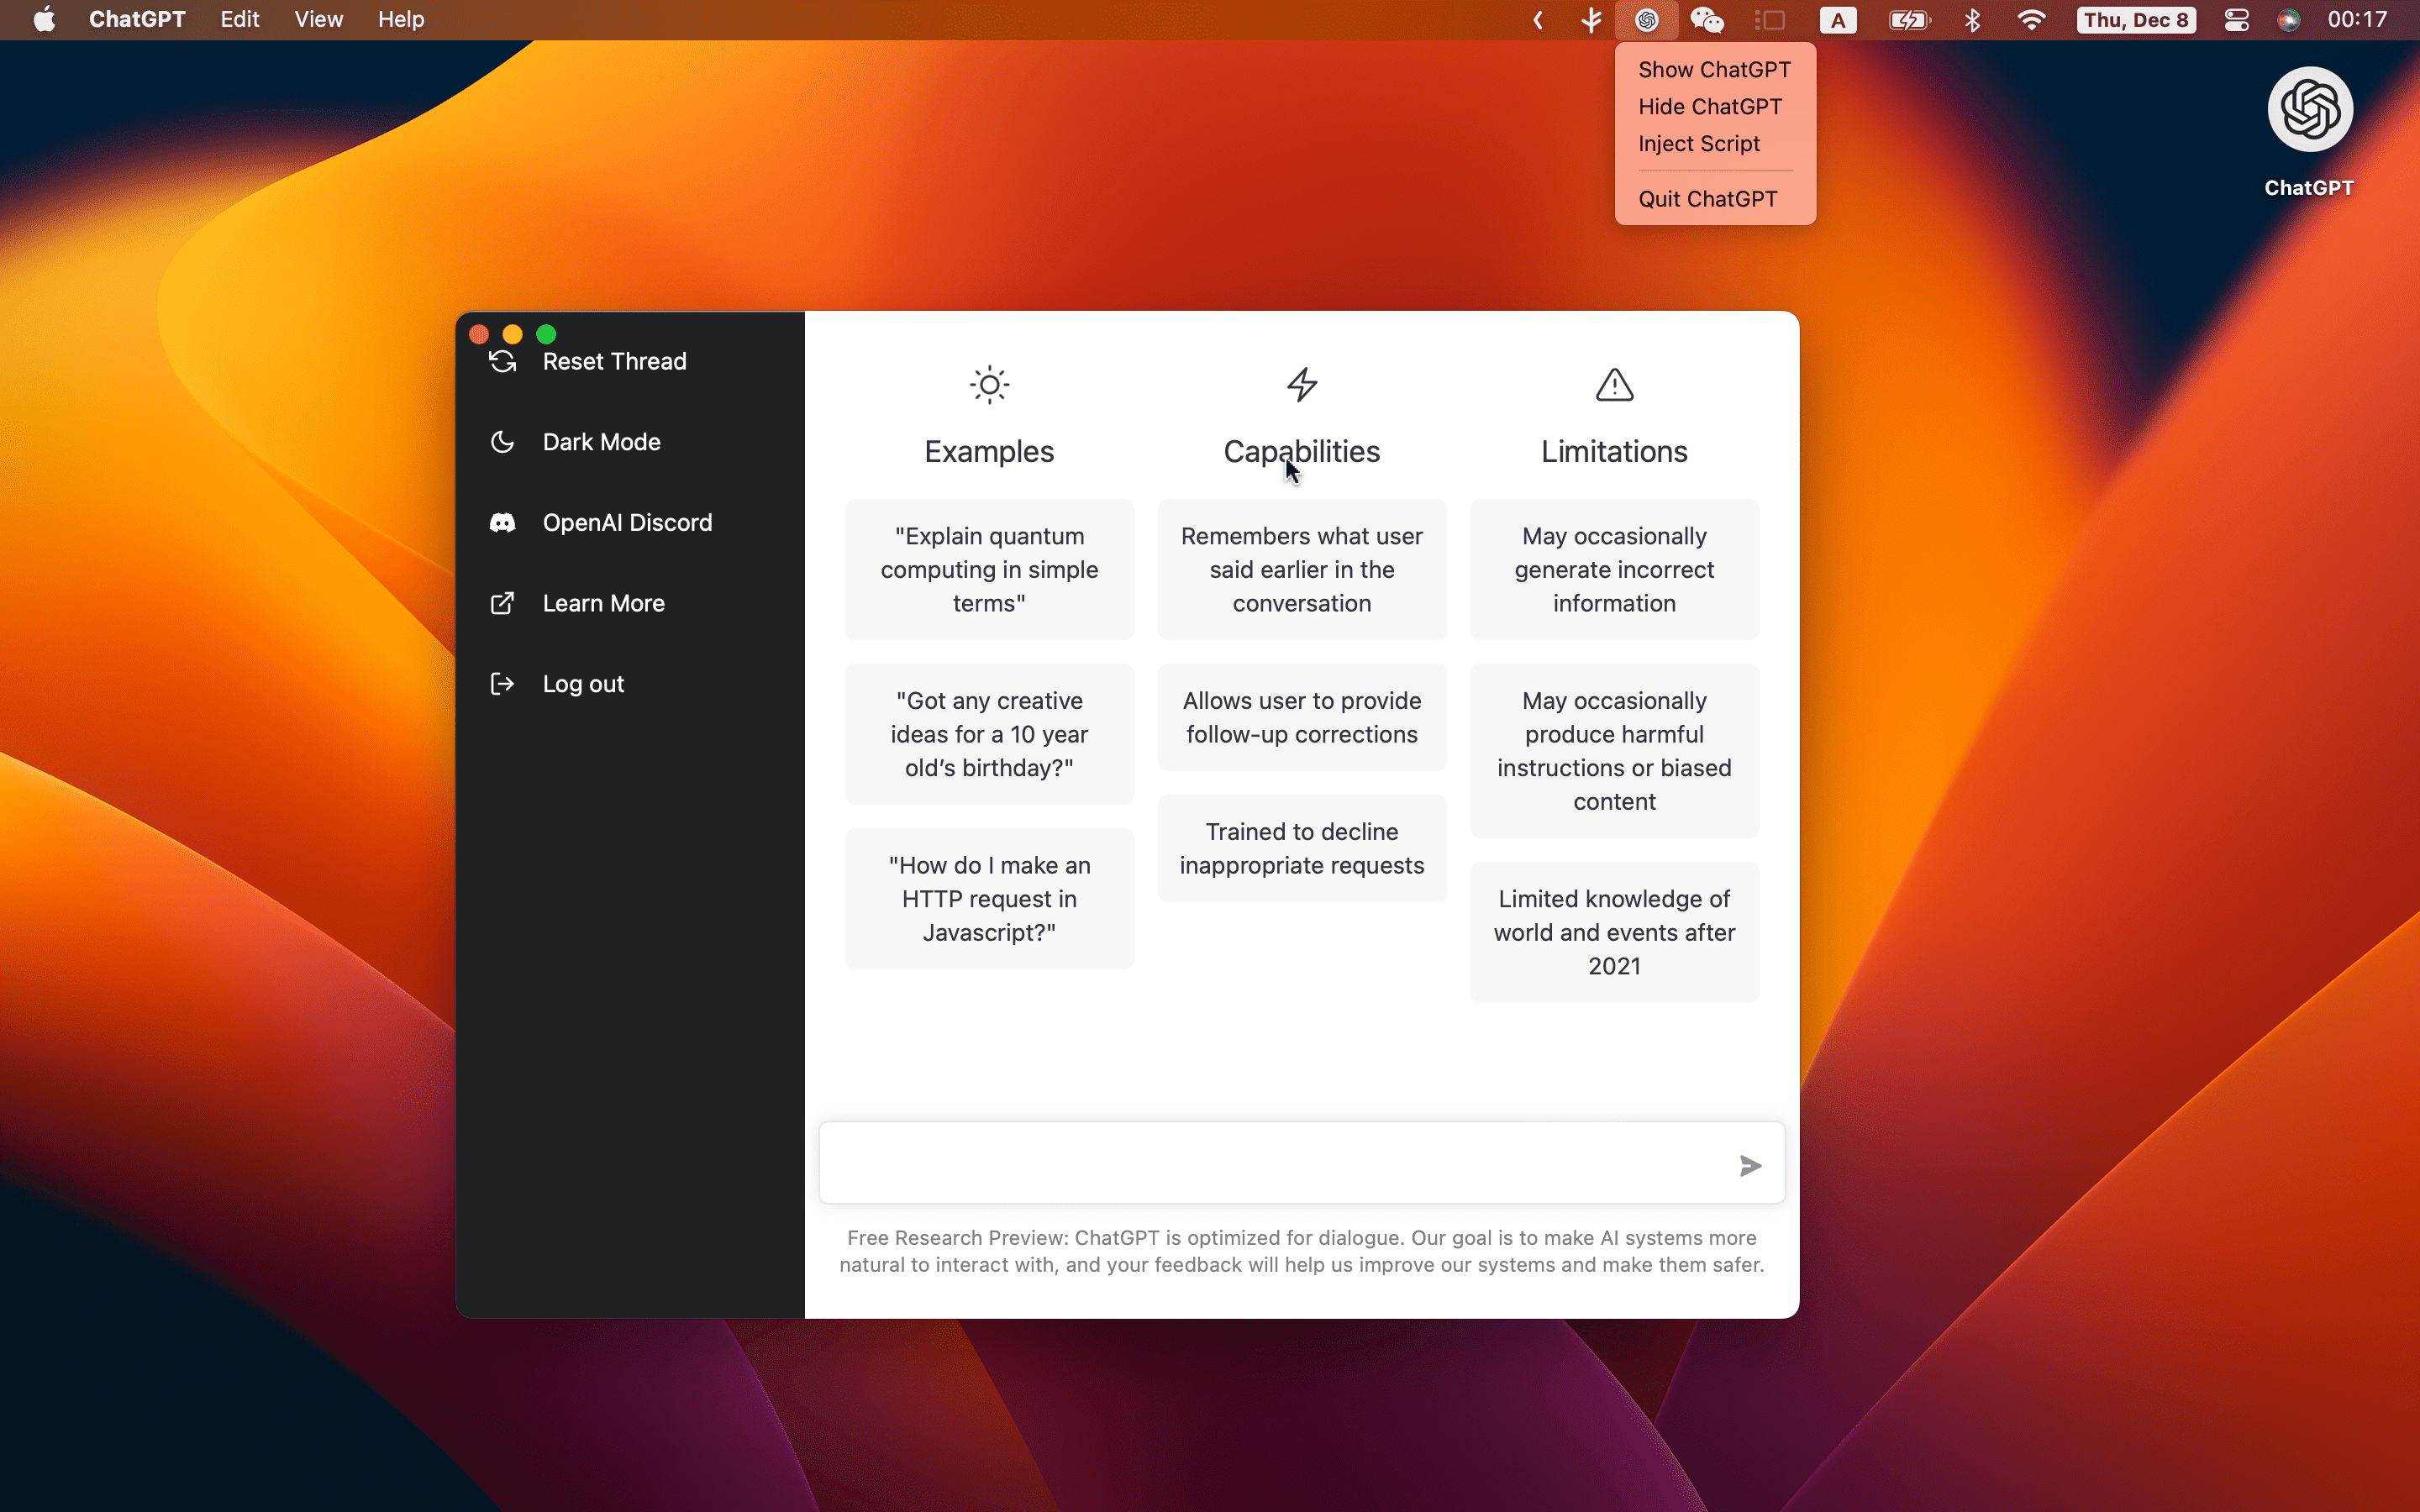 ChatGPT Edit View Help
A Thu, Dec 8 00:17
Show ChatGPT
Hide ChatGPT
Inject Script
Quit ChatGPT
ChatGPT
Reset Thread
Dark Mode
OpenAI Discord
Learn More
Log out
Examples
"Explain quantum
computing in simple
terms"
"Got any creative
ideas for a 10 year
old’s birthday?"
"How do I make an
HTTP request in
Javascript?"
Capabilities
Remembers what user
said earlier in the
conversation
Allows user to provide
follow-up corrections
Trained to decline
inappropriate requests
Limitations
May occasionally
generate incorrect
information
May occasionally
produce harmful
instructions or biased
content
Limited knowledge of
world and events after
2021
Free Research Preview: ChatGPT is optimized for dialogue. Our goal is to make AI systems more
natural to interact with, and your feedback will help us improve our systems and make them safer.